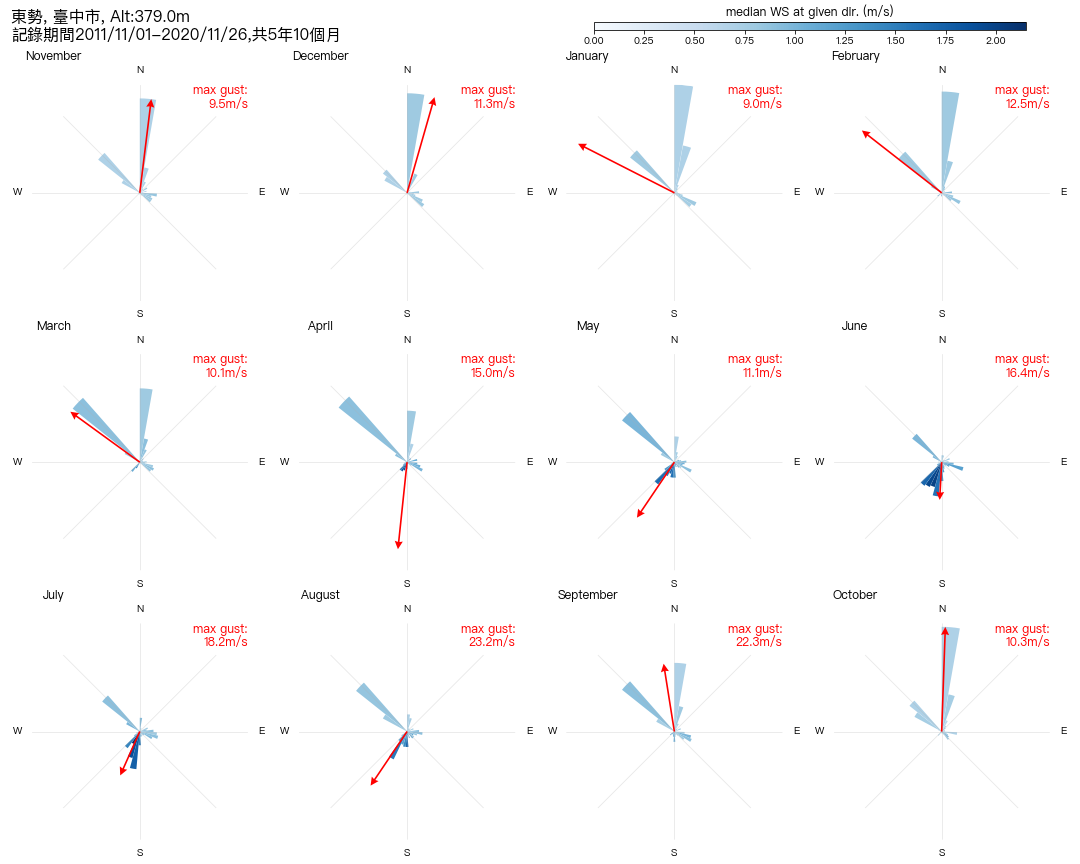 東勢, 臺中市, Alt:379.0m
記錄期間2011/11/01–2020/11/26,共5年10個月
median WS at given dir. (m/s)
0.00 0.25 0.50 0.75 1.00 1.25 1.50 1.75 2.00
November
N
max gust:
9.5m/s
W
E
S
December
N
max gust:
11.3m/s
W
E
January
N
max gust:
9.0m/s
W
E
February
N
max gust:
12.5m/s
W
E
S
S
S
March
N
max gust:
10.1m/s
W
E
S
April
N
max gust:
15.0m/s
W
E
S
May
N
max gust:
11.1m/s
W
E
S
June
N
max gust:
16.4m/s
W
E
S
July
N
max gust:
18.2m/s
W
E
S
August
N
max gust:
23.2m/s
W
E
S
September
N
max gust:
22.3m/s
W
E
S
October
N
max gust:
10.3m/s
W
E
S